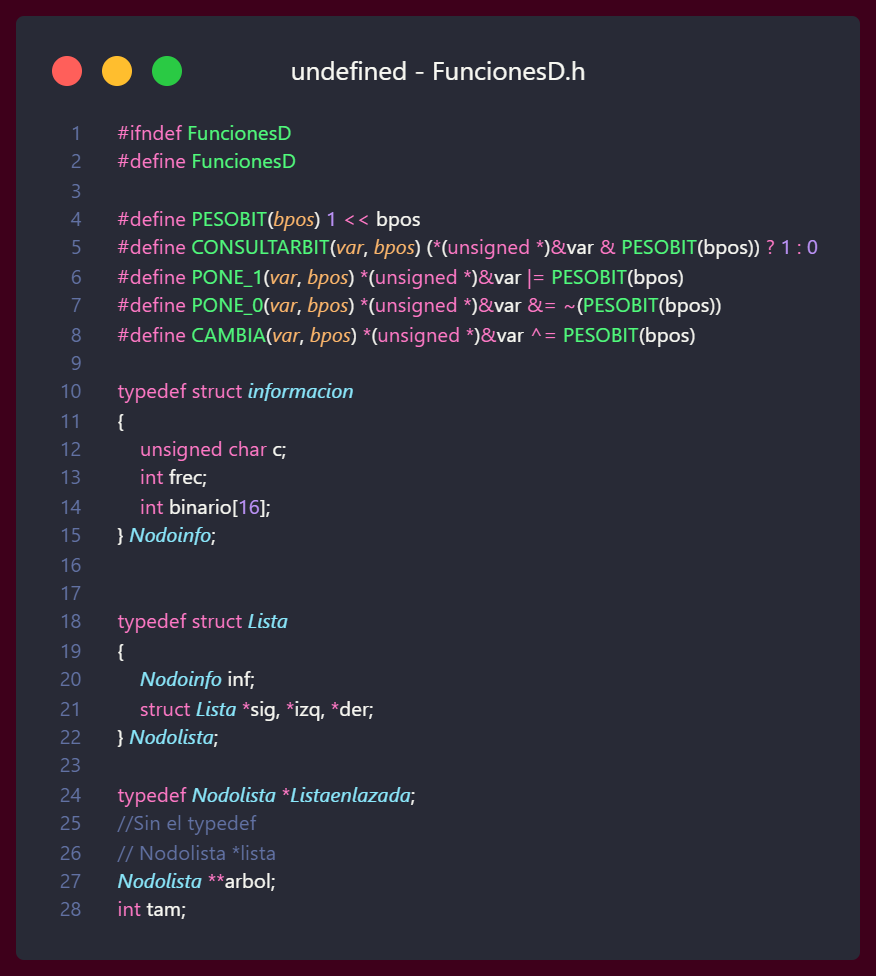 undefined - FuncionesD.h
1 #ifndef FuncionesD
2 #define FuncionesD
3
4 #define PESOBIT(bpos) 1 << bpos
5 #define CONSULTARBIT(var, bpos) (*(unsigned *)&var & PESOBIT(bpos)) ? 1 : 0
6 #define PONE_1(var, bpos) *(unsigned *)&var |= PESOBIT(bpos)
7 #define PONE_0(var, bpos) *(unsigned *)&var &= ~(PESOBIT(bpos))
8 #define CAMBIA(var, bpos) *(unsigned *)&var ^= PESOBIT(bpos)
9
10 typedef struct informacion
11 {
12     unsigned char c;
13     int frec;
14     int binario[16];
15 } Nodoinfo;
16
17
18 typedef struct Lista
19 {
20     Nodoinfo inf;
21     struct Lista *sig, *izq, *der;
22 } Nodolista;
23
24 typedef Nodolista *Listaenlazada;
25 //Sin el typedef
26 // Nodolista *lista
27 Nodolista **arbol;
28 int tam;